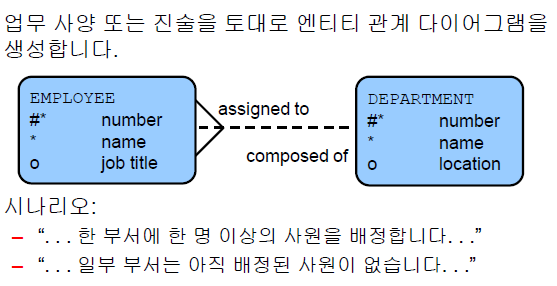 업무 사양 또는 진술을 토대로 엔티티 관계 다이어그램을
생성합니다.
EMPLOYEE
#* number
* name
o job title
assigned to
composed of
DEPARTMENT
#* number
* name
o location
시나리오:
– “. . . 한 부서에 한 명 이상의 사원을 배정합니다. . .”
– “. . . 일부 부서는 아직 배정된 사원이 없습니다. . .”